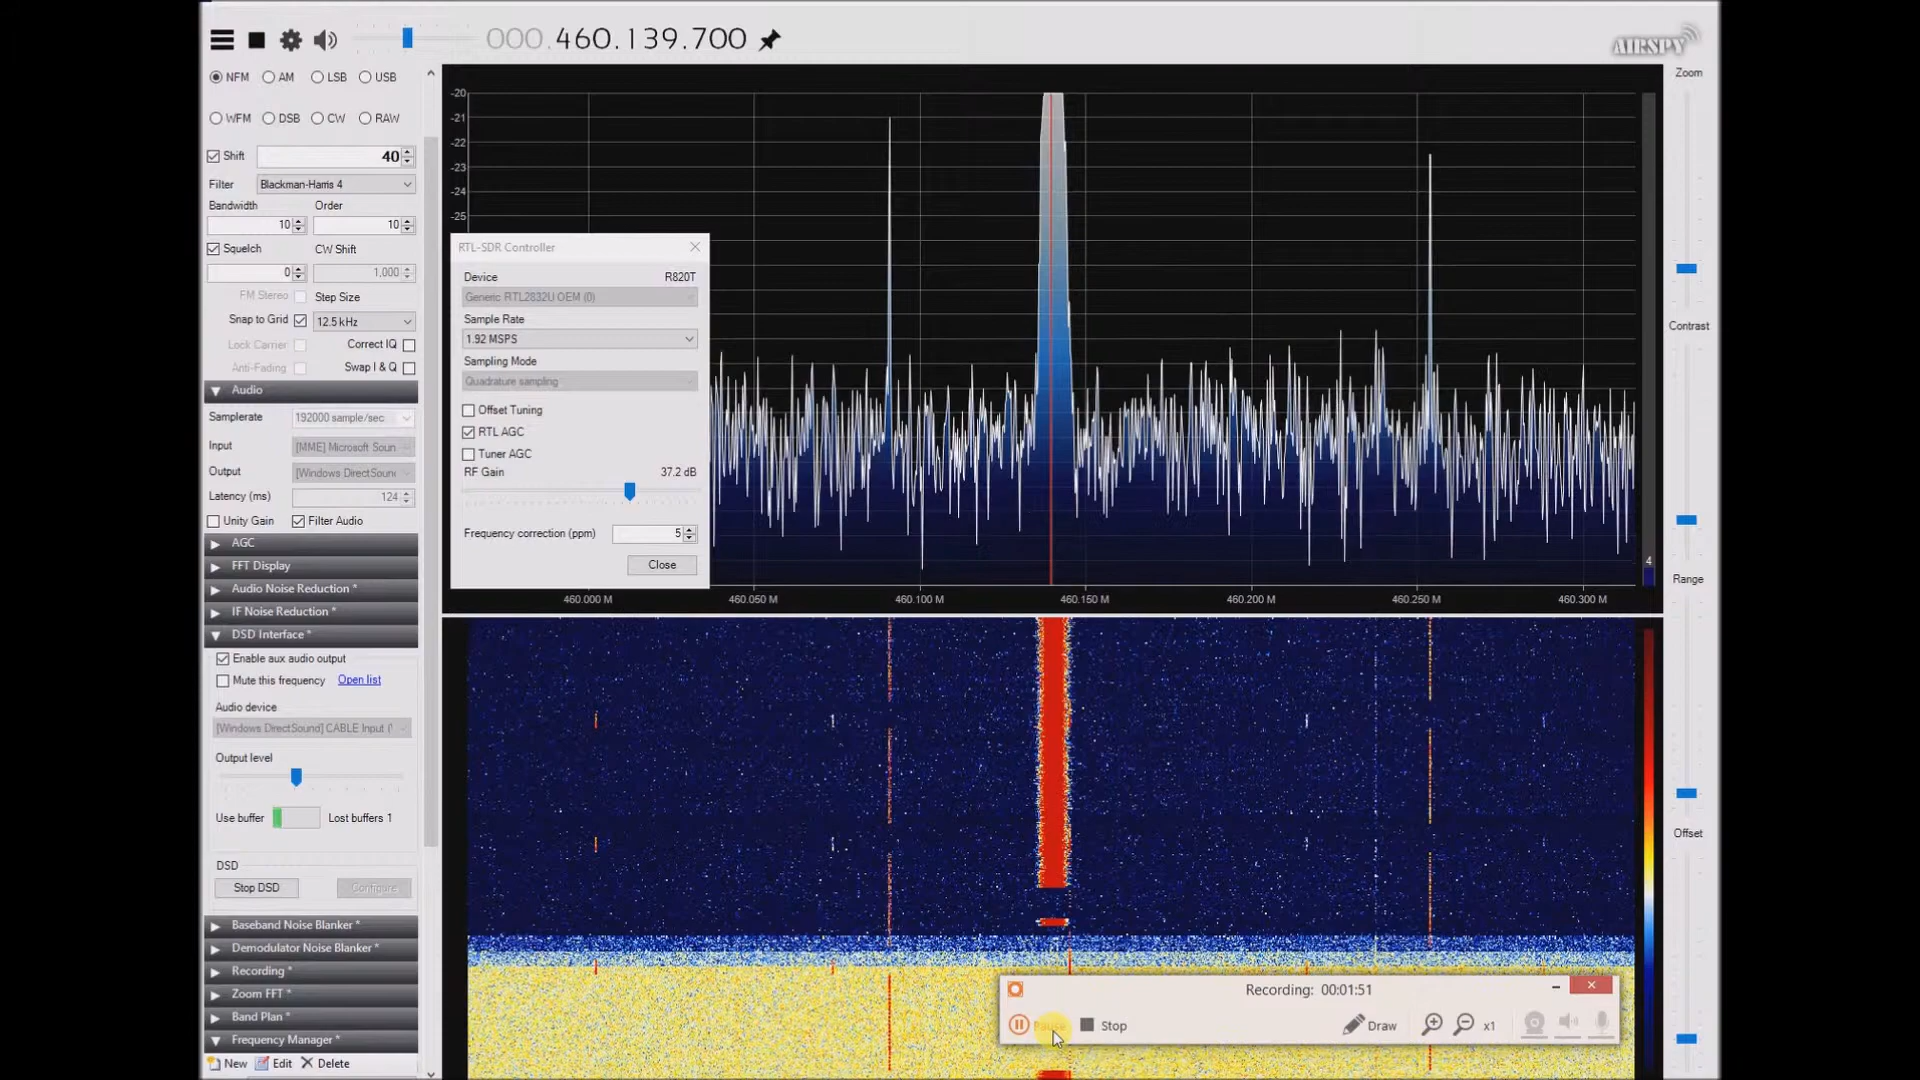 000.460.139.700
AIRSPY
NFM AM LSB USB
WFM DSB CW RAW
Shift 40
Filter Blackman-Harris 4
Bandwidth Order
10 10
Squelch CW Shift
0 1,000
FM Stereo Step Size
Snap to Grid 12.5 kHz
Lock Carrier Correct IQ
Anti-Fading Swap I & Q
Audio
Samplerate 192000 sample/sec
Input [MME] Microsoft Soun
Output [Windows DirectSoun
Latency (ms) 124
Unity Gain Filter Audio
AGC
FFT Display
Audio Noise Reduction *
IF Noise Reduction *
DSD Interface *
Enable aux audio output
Mute this frequency Open list
Audio device
[Windows DirectSound] CABLE Input (
Output level
Use buffer Lost buffers 1
DSD
Stop DSD Configure
Baseband Noise Blanker *
Demodulator Noise Blanker *
Recording *
Zoom FFT *
Band Plan *
Frequency Manager *
New Edit Delete
-20
-21
-22
-23
-24
-25
RTL-SDR Controller
Device R820T
Generic RTL2832U OEM (0)
Sample Rate
1.92 MSPS
Sampling Mode
Quadrature sampling
Offset Tuning
RTL AGC
Tuner AGC
RF Gain 37.2 dB
Frequency correction (ppm) 5
Close
4
460.000 M 460.050 M 460.100 M 460.150 M 460.200 M 460.250 M 460.300 M
Zoom
Contrast
Range
Offset
Recording: 00:01:51
Pause Stop Draw x1